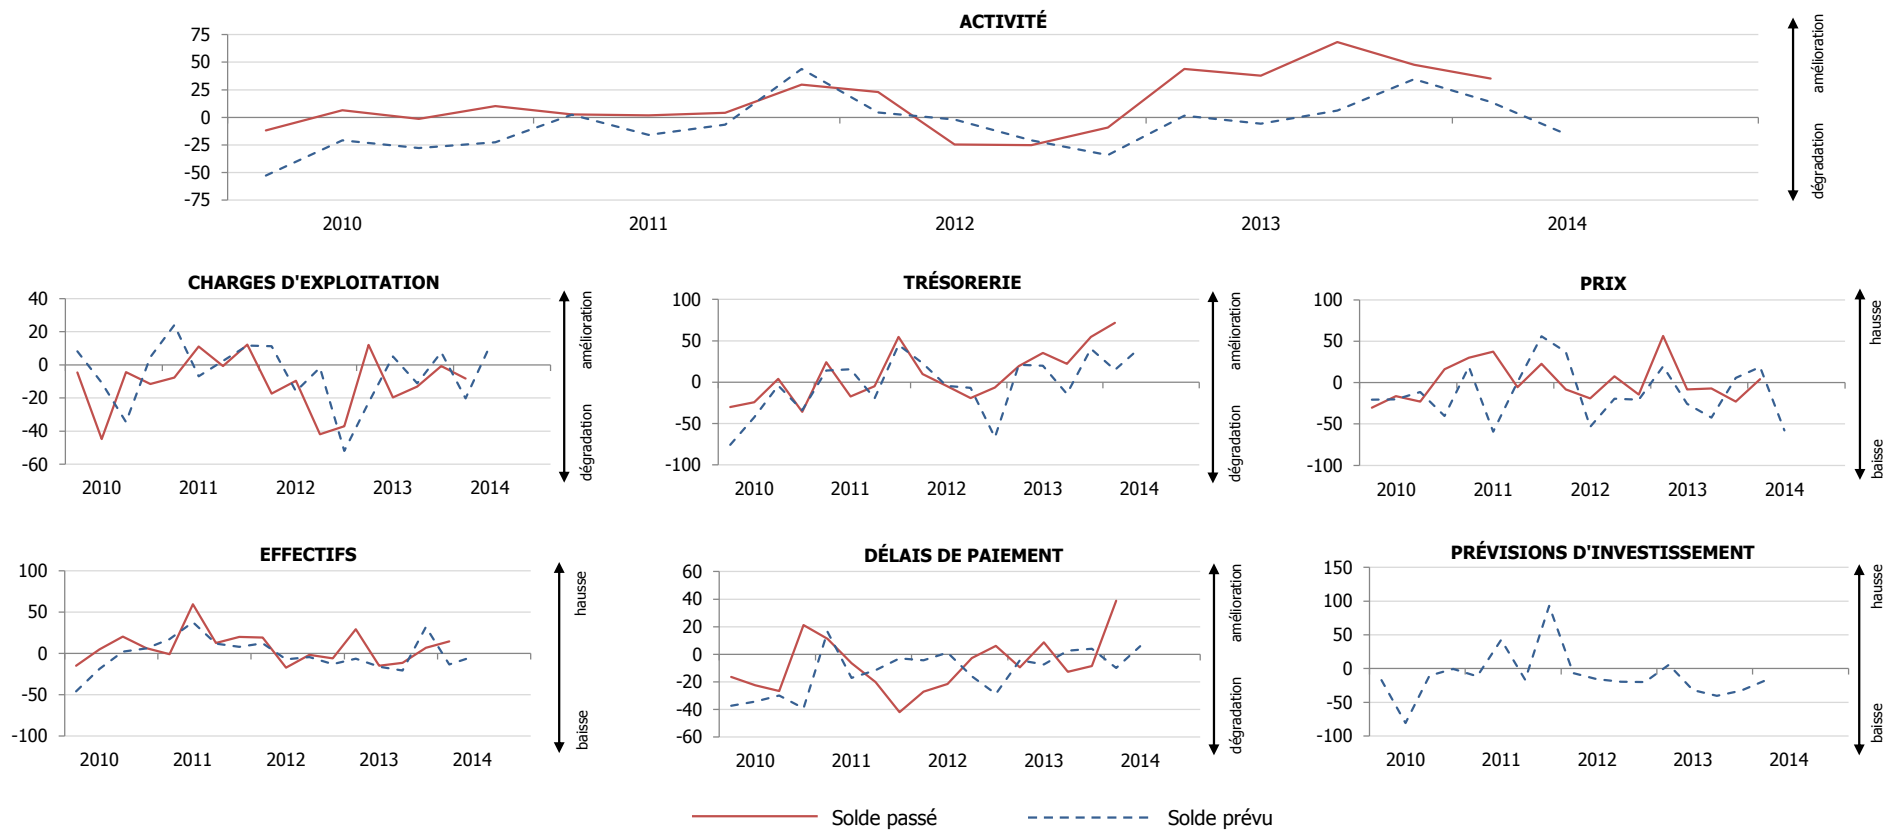 ACTIVITÉ
75
50
25
0
-25
-50
-75
2010 2011 2012 2013 2014
amélioration
dégradation
CHARGES D'EXPLOITATION
40
20
0
-20
-40
-60
2010 2011 2012 2013 2014
amélioration
dégradation
TRÉSORERIE
100
50
0
-50
-100
2010 2011 2012 2013 2014
amélioration
dégradation
PRIX
100
50
0
-50
-100
2010 2011 2012 2013 2014
hausse
baisse
EFFECTIFS
100
50
0
-50
-100
2010 2011 2012 2013 2014
hausse
baisse
DÉLAIS DE PAIEMENT
60
40
20
0
-20
-40
-60
2010 2011 2012 2013 2014
amélioration
dégradation
PRÉVISIONS D'INVESTISSEMENT
150
100
50
0
-50
-100
2010 2011 2012 2013 2014
hausse
baisse
Solde passé Solde prévu